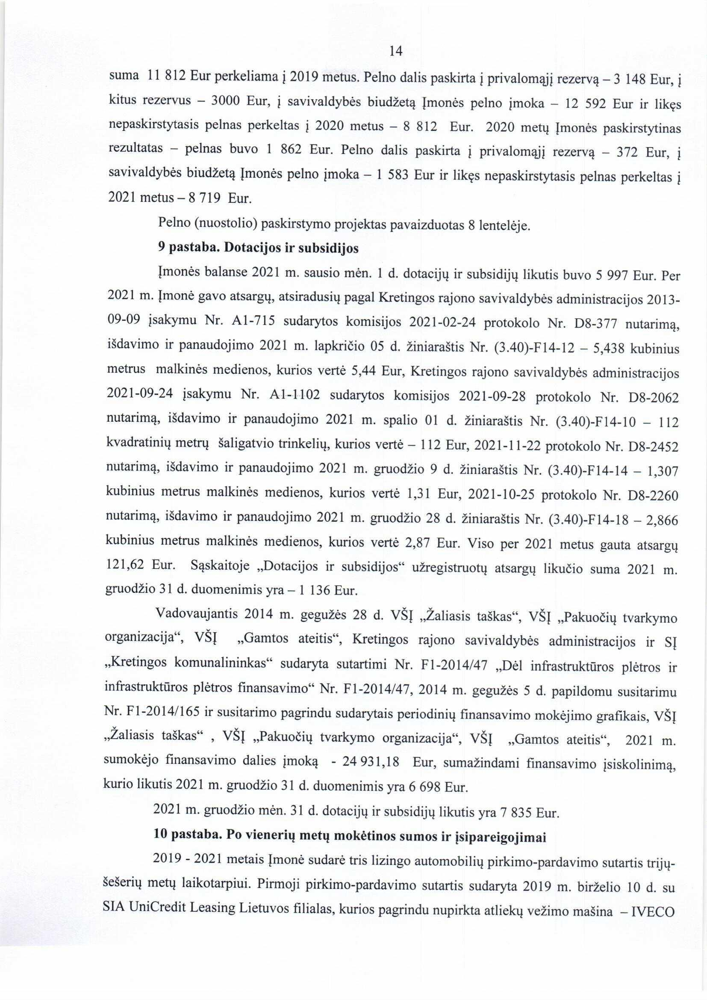 14
suma 11 812 Eur perkeliama į 2019 metus. Pelno dalis paskirta į privalomąjį rezervą – 3 148 Eur, į
kitus rezervus – 3000 Eur, į savivaldybės biudžetą Įmonės pelno įmoka – 12 592 Eur ir likęs
nepaskirstytasis pelnas perkeltas į 2020 metus – 8 812 Eur. 2020 metų Įmonės paskirstytinas
rezultatas – pelnas buvo 1 862 Eur. Pelno dalis paskirta į privalomąjį rezervą – 372 Eur, į
savivaldybės biudžetą Įmonės pelno įmoka – 1 583 Eur ir likęs nepaskirstytasis pelnas perkeltas į
2021 metus – 8 719 Eur.
Pelno (nuostolio) paskirstymo projektas pavaizduotas 8 lentelėje.
9 pastaba. Dotacijos ir subsidijos
Įmonės balanse 2021 m. sausio mėn. 1 d. dotacijų ir subsidijų likutis buvo 5 997 Eur. Per
2021 m. Įmonė gavo atsargų, atsiradusių pagal Kretingos rajono savivaldybės administracijos 2013-
09-09 įsakymu Nr. A1-715 sudarytos komisijos 2021-02-24 protokolo Nr. D8-377 nutarimą,
išdavimo ir panaudojimo 2021 m. lapkričio 05 d. žiniaraštis Nr. (3.40)-F14-12 – 5,438 kubinius
metrus malkinės medienos, kurios vertė 5,44 Eur, Kretingos rajono savivaldybės administracijos
2021-09-24 įsakymu Nr. A1-1102 sudarytos komisijos 2021-09-28 protokolo Nr. D8-2062
nutarimą, išdavimo ir panaudojimo 2021 m. spalio 01 d. žiniaraštis Nr. (3.40)-F14-10 – 112
kvadratinių metrų šaligatvio trinkelių, kurios vertė – 112 Eur, 2021-11-22 protokolo Nr. D8-2452
nutarimą, išdavimo ir panaudojimo 2021 m. gruodžio 9 d. žiniaraštis Nr. (3.40)-F14-14 – 1,307
kubinius metrus malkinės medienos, kurios vertė 1,31 Eur, 2021-10-25 protokolo Nr. D8-2260
nutarimą, išdavimo ir panaudojimo 2021 m. gruodžio 28 d. žiniaraštis Nr. (3.40)-F14-18 – 2,866
kubinius metrus malkinės medienos, kurios vertė 2,87 Eur. Viso per 2021 metus gauta atsargų
121,62 Eur. Sąskaitoje „Dotacijos ir subsidijos“ užregistruotų atsargų likučio suma 2021 m.
gruodžio 31 d. duomenimis yra – 1 136 Eur.
Vadovaujantis 2014 m. gegužės 28 d. VŠĮ „Žaliasis taškas“, VŠĮ „Pakuočių tvarkymo
organizacija“, VŠĮ „Gamtos ateitis“, Kretingos rajono savivaldybės administracijos ir SĮ
„Kretingos komunalininkas“ sudaryta sutartimi Nr. F1-2014/47 „Dėl infrastruktūros plėtros ir
infrastruktūros plėtros finansavimo“ Nr. F1-2014/47, 2014 m. gegužės 5 d. papildomu susitarimu
Nr. F1-2014/165 ir susitarimo pagrindu sudarytais periodinių finansavimo mokėjimo grafikais, VŠĮ
„Žaliasis taškas“ , VŠĮ „Pakuočių tvarkymo organizacija“, VŠĮ „Gamtos ateitis“, 2021 m.
sumokėjo finansavimo dalies įmoką - 24 931,18 Eur, sumažindami finansavimo įsiskolinimą,
kurio likutis 2021 m. gruodžio 31 d. duomenimis yra 6 698 Eur.
2021 m. gruodžio mėn. 31 d. dotacijų ir subsidijų likutis yra 7 835 Eur.
10 pastaba. Po vienerių metų mokėtinos sumos ir įsipareigojimai
2019 - 2021 metais Įmonė sudarė tris lizingo automobilių pirkimo-pardavimo sutartis trijų-
šešerių metų laikotarpiui. Pirmoji pirkimo-pardavimo sutartis sudaryta 2019 m. birželio 10 d. su
SIA UniCredit Leasing Lietuvos filialas, kurios pagrindu nupirkta atliekų vežimo mašina – IVECO